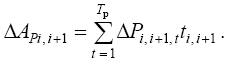 ΔA_{Pi, i+1} = \sum_{t=1}^{T_p} ΔP_{i, i+1, t} t_{i, i+1} .